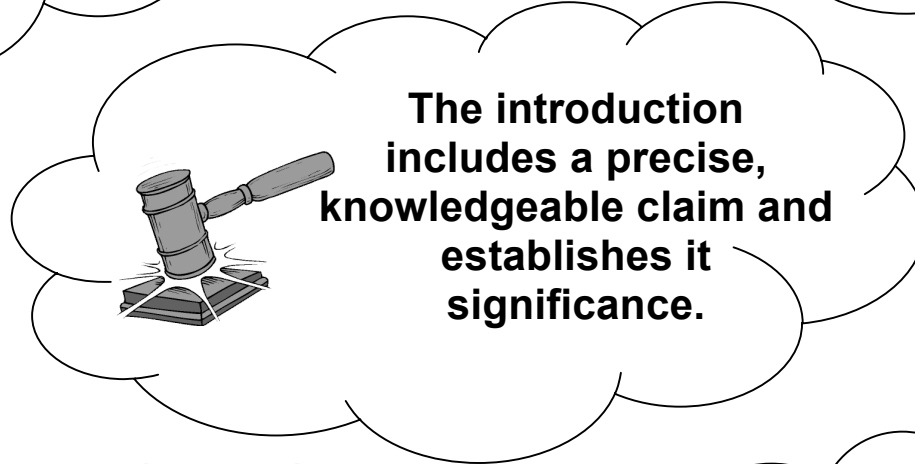 The introduction
includes a precise,
knowledgeable claim and
establishes it
significance.